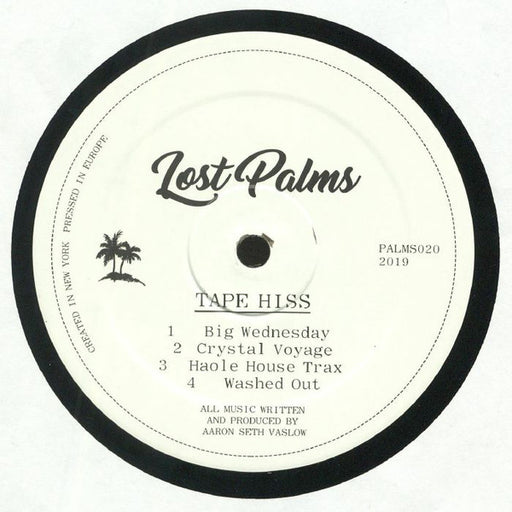 Lost Palms
CREATED IN NEW YORK PRESSED IN EUROPE
PALMS020
2019
TAPE HISS
1 Big Wednesday
2 Crystal Voyage
3 Haole House Trax
4 Washed Out
ALL MUSIC WRITTEN
AND PRODUCED BY
AARON SETH VASLOW